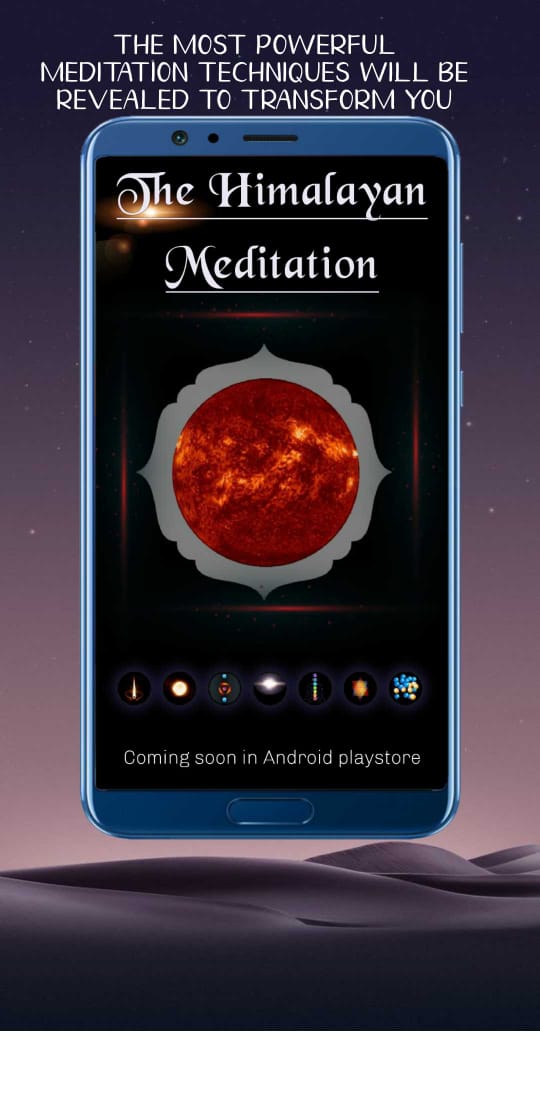 THE MOST POWERFUL
MEDITATION TECHNIQUES WILL BE
REVEALED TO TRANSFORM YOU
The Himalayan
Meditation
Coming soon in Android playstore